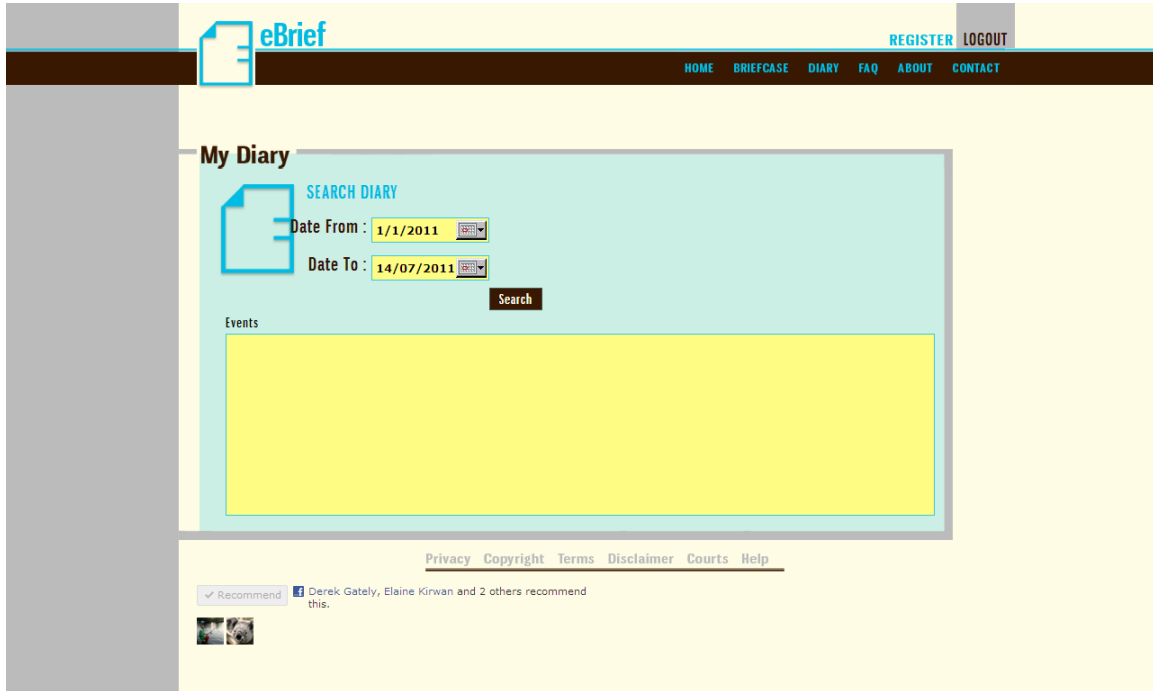 eBrief
REGISTER LOGOUT
HOME BRIEFCASE DIARY FAQ ABOUT CONTACT
My Diary
SEARCH DIARY
Date From : 1/1/2011
Date To : 14/07/2011
Search
Events
Privacy Copyright Terms Disclaimer Courts Help
Recommend
Derek Gately, Elaine Kirwan and 2 others recommend
this.